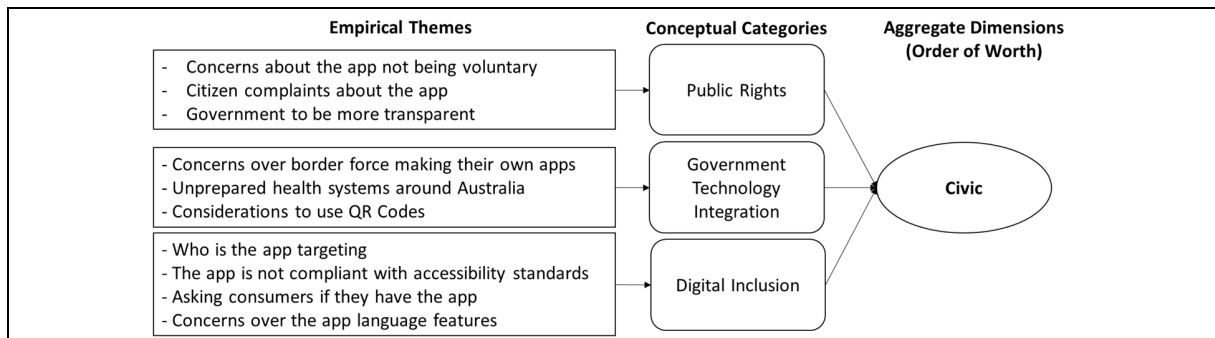 Empirical Themes
Conceptual Categories
Aggregate Dimensions
(Order of Worth)
- Concerns about the app not being voluntary
- Citizen complaints about the app
- Government to be more transparent
Public Rights
- Concerns over border force making their own apps
- Unprepared health systems around Australia
- Considerations to use QR Codes
Government
Technology
Integration
Civic
- Who is the app targeting
- The app is not compliant with accessibility standards
- Asking consumers if they have the app
- Concerns over the app language features
Digital Inclusion